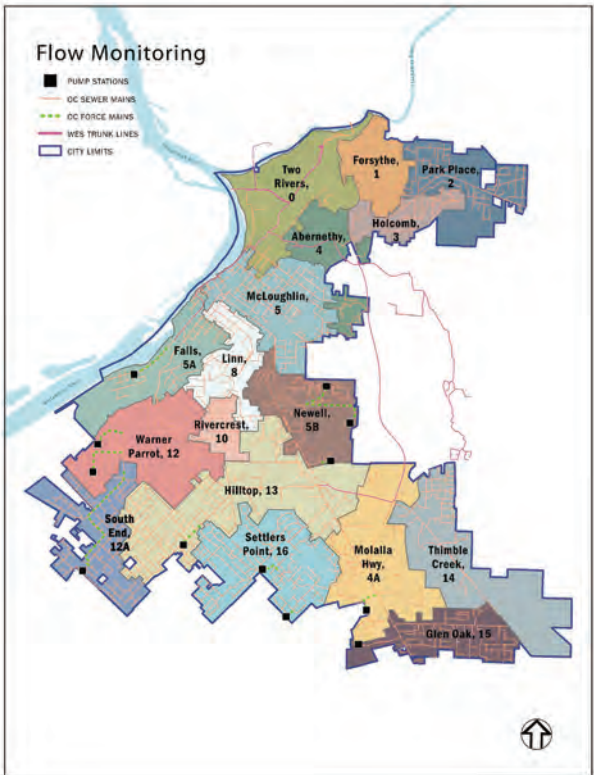 Flow Monitoring
PUMP STATIONS
OC SEWER MAINS
OC FORCE MAINS
WES TRUNK LINES
CITY LIMITS
Two
Rivers,
0
Forsythe,
1
Park Place,
2
Holcomb,
3
Abernethy,
4
McLoughlin,
5
Falls,
5A
Linn,
8
Newell,
5B
Rivercrest,
10
Warner
Parrot, 12
Hilltop, 13
South
End,
12A
Settlers
Point, 16
Molalla
Hwy,
4A
Thimble
Creek,
14
Glen Oak, 15